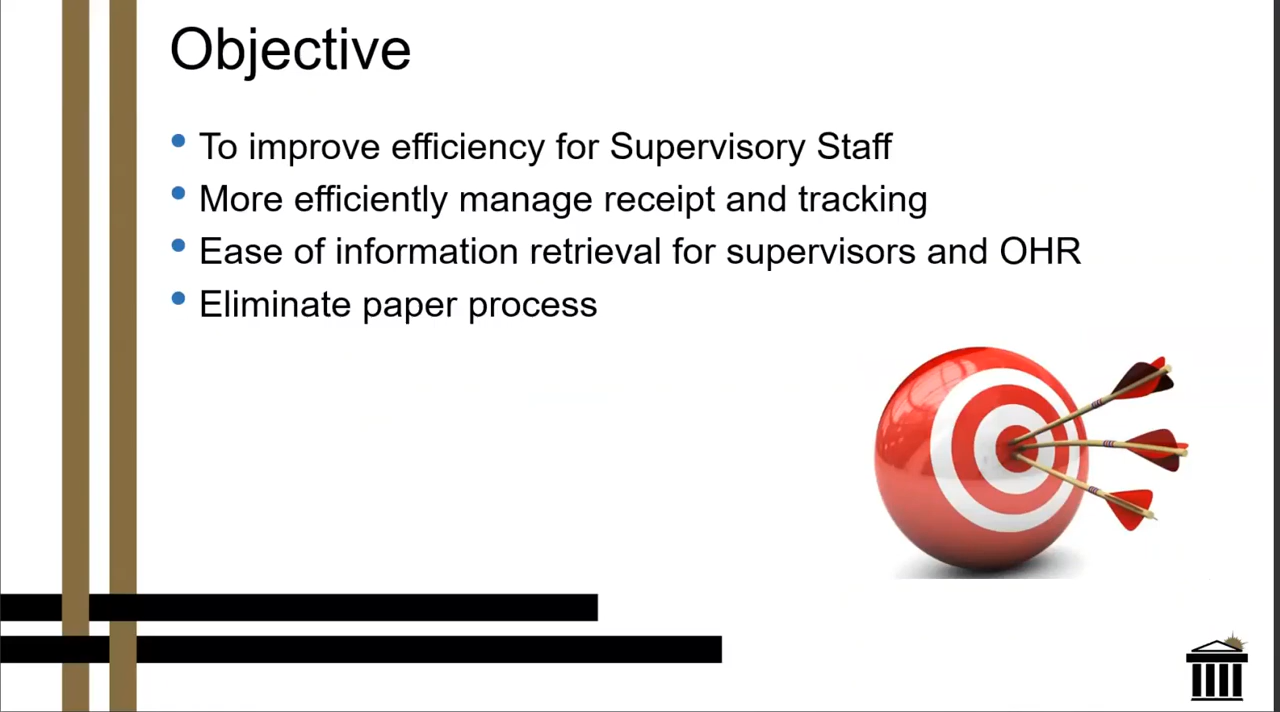 Objective
To improve efficiency for Supervisory Staff
More efficiently manage receipt and tracking
Ease of information retrieval for supervisors and OHR
Eliminate paper process